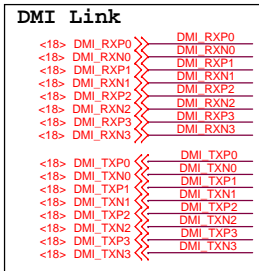 DMI Link
<18> DMI_RXP0 DMI_RXP0
<18> DMI_RXN0 DMI_RXN0
<18> DMI_RXP1 DMI_RXP1
<18> DMI_RXN1 DMI_RXN1
<18> DMI_RXP2 DMI_RXP2
<18> DMI_RXN2 DMI_RXN2
<18> DMI_RXP3 DMI_RXP3
<18> DMI_RXN3 DMI_RXN3
<18> DMI_TXP0 DMI_TXP0
<18> DMI_TXN0 DMI_TXN0
<18> DMI_TXP1 DMI_TXP1
<18> DMI_TXN1 DMI_TXN1
<18> DMI_TXP2 DMI_TXP2
<18> DMI_TXN2 DMI_TXN2
<18> DMI_TXP3 DMI_TXP3
<18> DMI_TXN3 DMI_TXN3